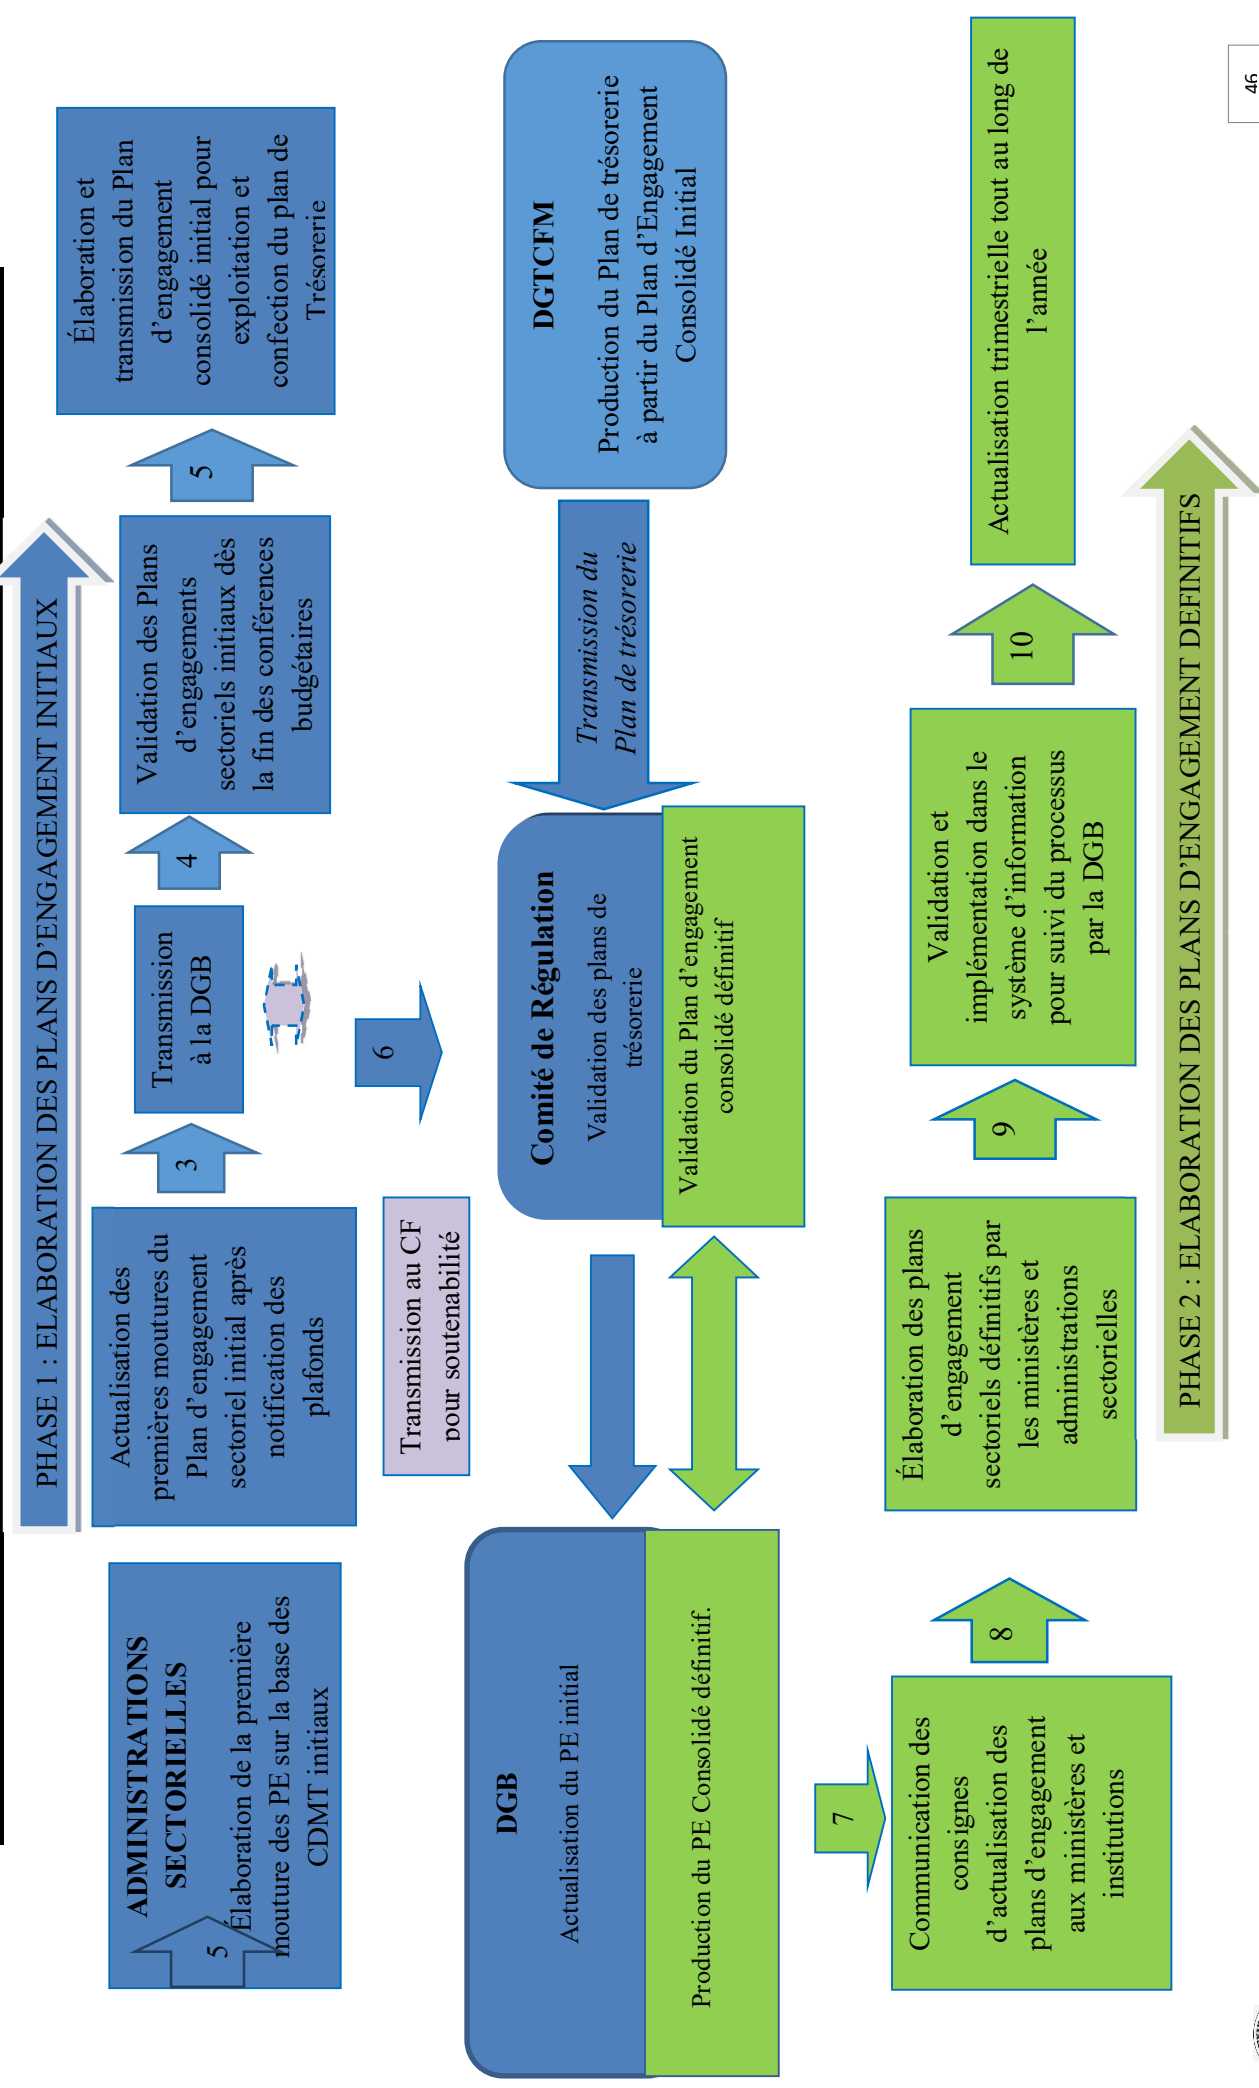 PHASE 1 : ELABORATION DES PLANS D'ENGAGEMENT INITIAUX
ADMINISTRATIONS
SECTORIELLES
Élaboration de la première
mouture des PE sur la base des
CDMT initiaux
5
Actualisation des
premières moutures du
Plan d'engagement
sectoriel initial après
notification des
plafonds
3
Transmission
à la DGB
4
Validation des Plans
d'engagements
sectoriels initiaux dès
la fin des conférences
budgétaires
5
Élaboration et
transmission du Plan
d'engagement
consolidé initial pour
exploitation et
confection du plan de
Trésorerie
Transmission au CF
pour soutenabilité
6
DGB
Actualisation du PE initial
Production du PE Consolidé définitif.
Comité de Régulation
Validation des plans de
trésorerie
Validation du Plan d'engagement
consolidé définitif
Transmission du
Plan de trésorerie
DGTCFM
Production du Plan de trésorerie
à partir du Plan d'Engagement
Consolidé Initial
7
Communication des
consignes
d'actualisation des
plans d'engagement
aux ministères et
institutions
8
Élaboration des plans
d'engagement
sectoriels définitifs par
les ministères et
administrations
sectorielles
9
Validation et
implémentation dans le
système d'information
pour suivi du processus
par la DGB
10
Actualisation trimestrielle tout au long de
l'année
PHASE 2 : ELABORATION DES PLANS D'ENGAGEMENT DEFINITIFS
46